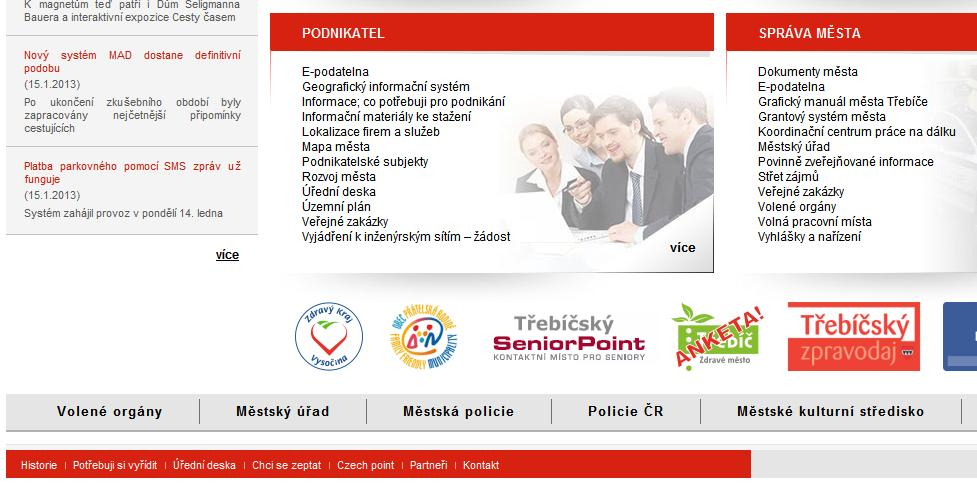 K magnetům teď patří i Dům Seligmanna
Bauera a interaktivní expozice Cesty časem
Nový systém MAD dostane definitivní
podobu
(15.1.2013)
Po ukončení zkušebního období byly
zapracovány nejčetnější připomínky
cestujících
Platba parkovného pomocí SMS zpráv už
funguje
(15.1.2013)
Systém zahájil provoz v pondělí 14. ledna
více
PODNIKATEL
E-podatelna
Geografický informační systém
Informace; co potřebuji pro podnikání
Informační materiály ke stažení
Lokalizace firem a služeb
Mapa města
Podnikatelské subjekty
Rozvoj města
Úřední deska
Územní plán
Veřejné zakázky
Vyjádření k inženýrským sítím – žádost
více
SPRÁVA MĚSTA
Dokumenty města
E-podatelna
Grafický manuál města Třebíče
Grantový systém města
Koordinační centrum práce na dálku
Městský úřad
Povinně zveřejňované informace
Střet zájmů
Veřejné zakázky
Volené orgány
Volná pracovní místa
Vyhlášky a nařízení
Zdravý kraj
Vysočina
OBEC PŘÁTELSKÁ RODINĚ
FAMILY FRIENDLY MUNICIPALITY
Třebíčský
SeniorPoint
KONTAKTNÍ MÍSTO PRO SENIORY
ANKETA!
Zdravé město
Třebíčský
zpravodaj
Volené orgány Městský úřad Městská policie Policie ČR Městské kulturní středisko
Historie | Potřebuji si vyřídit | Úřední deska | Chci se zeptat | Czech point | Partneři | Kontakt